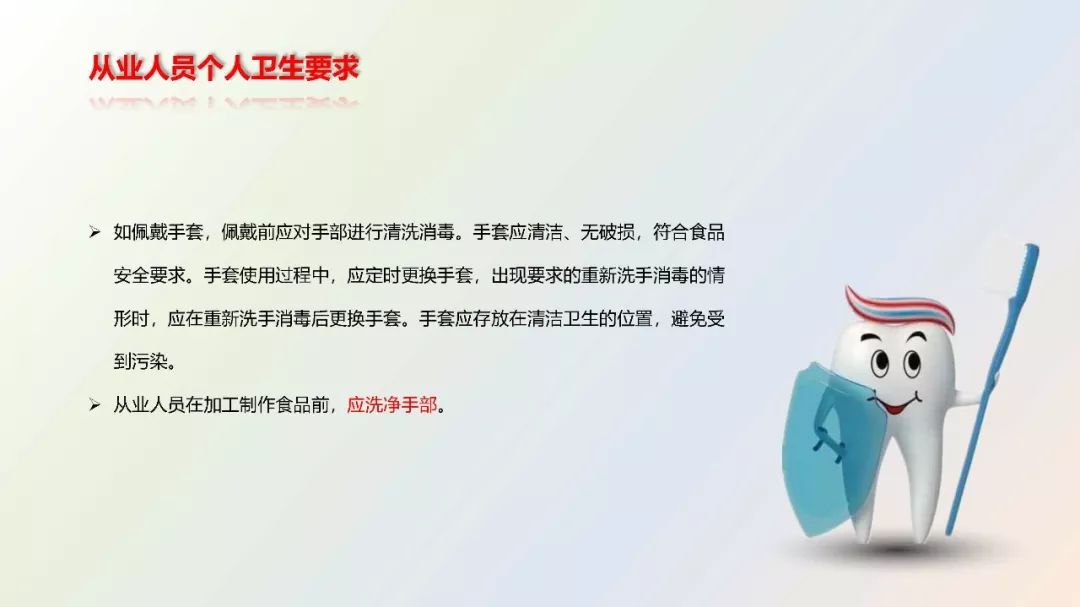 从业人员个人卫生要求
如佩戴手套，佩戴前应对手部进行清洗消毒。手套应清洁、无破损，符合食品
安全要求。手套使用过程中，应定时更换手套，出现要求的重新洗手消毒的情
形时，应在重新洗手消毒后更换手套。手套应存放在清洁卫生的位置，避免受
到污染。
从业人员在加工制作食品前，应洗净手部。